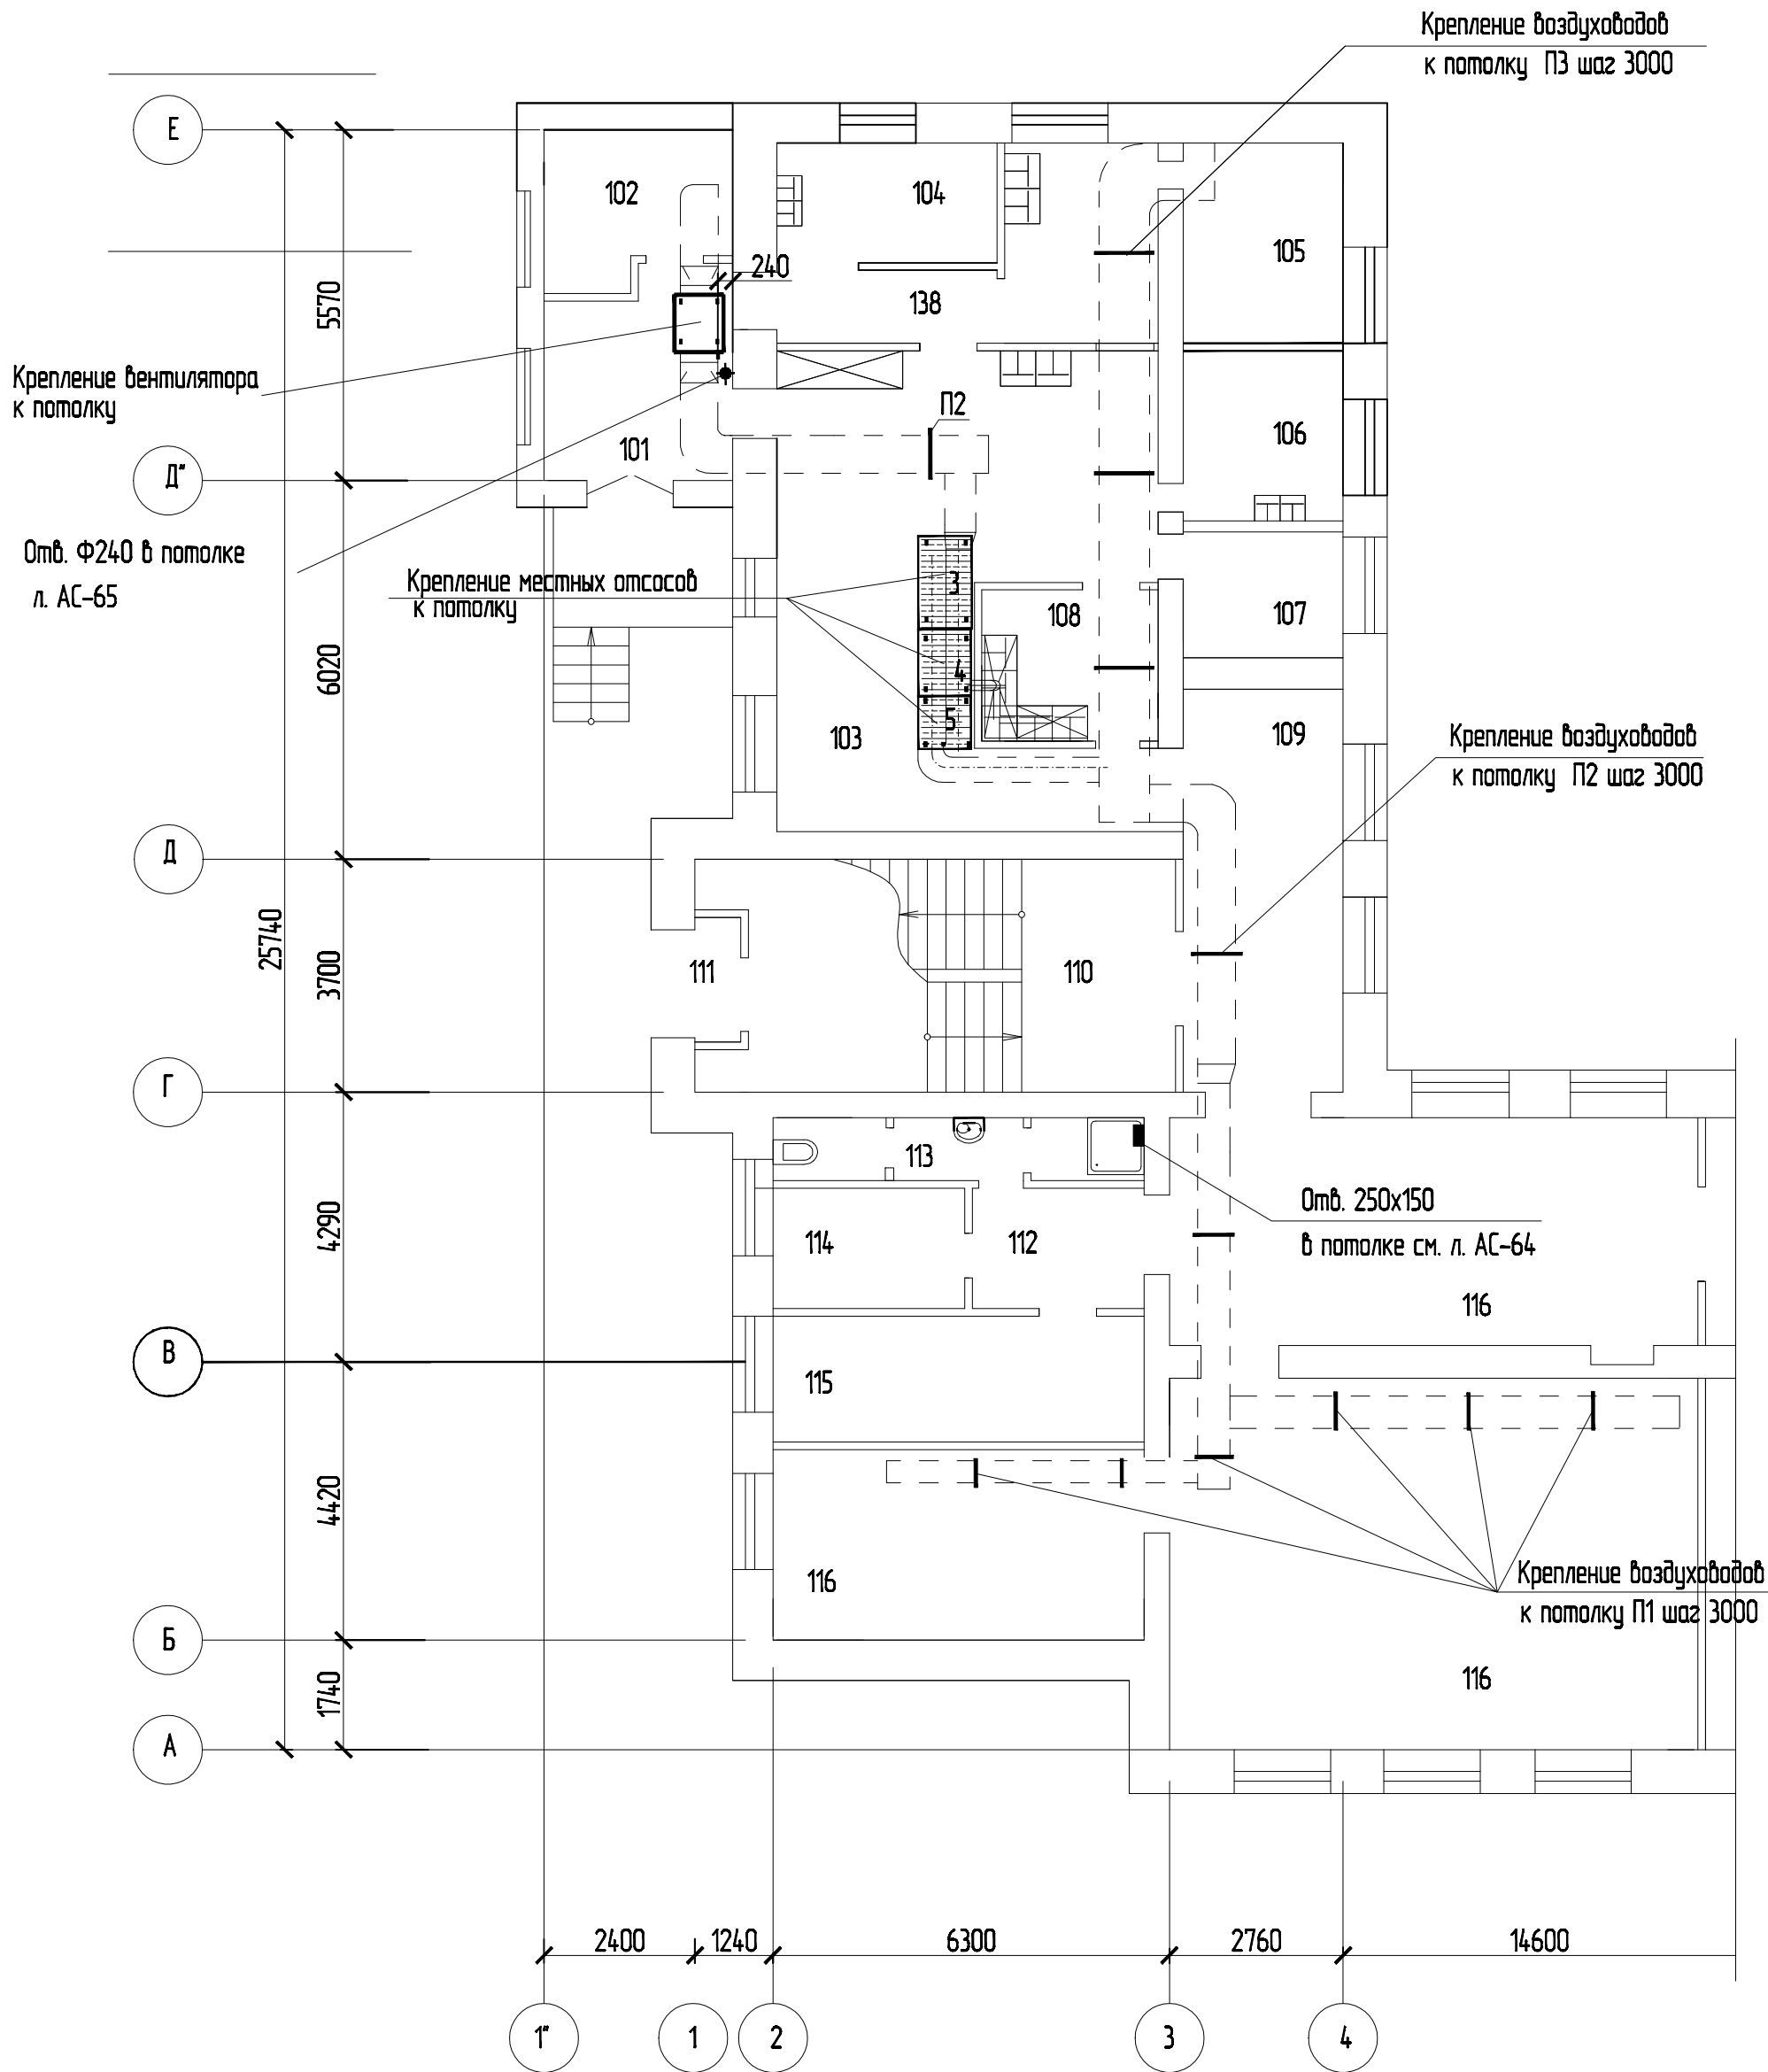 Крепление воздуховодов
к потолку П3 шаг 3000
Е
102
104
105
240
138
5570
Крепление вентилятора
к потолку
П2
106
101
Д"
Отв. Ф240 в потолке
л. АС-65
Крепление местных отсосов
к потолку
3
108
107
6020
4
5
103
109
Крепление воздуховодов
к потолку П2 шаг 3000
Д
25740
3700
111
110
Г
113
Отв. 250х150
в потолке см. л. АС-64
4290
114
112
116
В
115
4420
116
Крепление воздуховодов
к потолку П1 шаг 3000
Б
1740
116
А
2400
1240
6300
2760
14600
1"
1
2
3
4